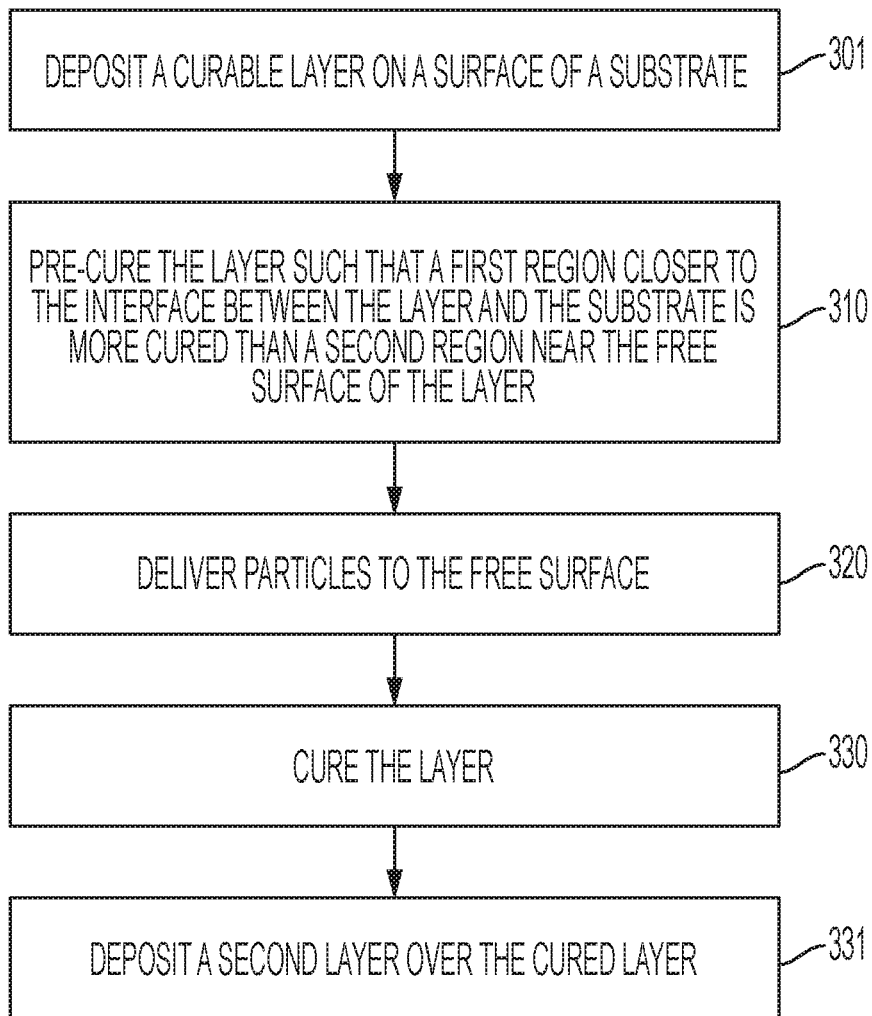 DEPOSIT A CURABLE LAYER ON A SURFACE OF A SUBSTRATE
301
PRE-CURE THE LAYER SUCH THAT A FIRST REGION CLOSER TO
THE INTERFACE BETWEEN THE LAYER AND THE SUBSTRATE IS
MORE CURED THAN A SECOND REGION NEAR THE FREE
SURFACE OF THE LAYER
310
DELIVER PARTICLES TO THE FREE SURFACE
320
CURE THE LAYER
330
DEPOSIT A SECOND LAYER OVER THE CURED LAYER
331